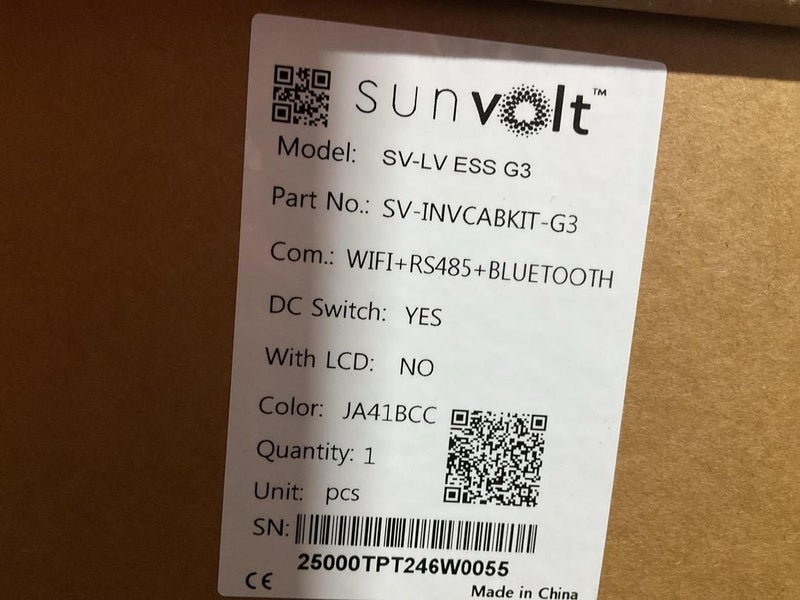 sunvolt™
Model: SV-LV ESS G3
Part No.: SV-INVCABKIT-G3
Com.: WIFI+RS485+BLUETOOTH
DC Switch: YES
With LCD: NO
Color: JA41BCC
Quantity: 1
Unit: pcs
SN:
25000TPT246W0055
CE Made in China